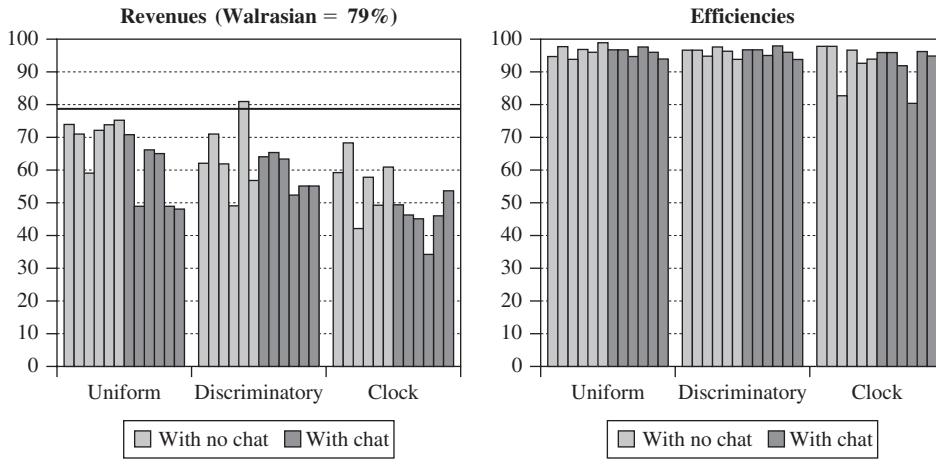 Revenues (Walrasian = 79%)
100
90
80
70
60
50
40
30
20
10
0
Uniform
Discriminatory
Clock
With no chat
With chat
Efficiencies
100
90
80
70
60
50
40
30
20
10
0
Uniform
Discriminatory
Clock
With no chat
With chat